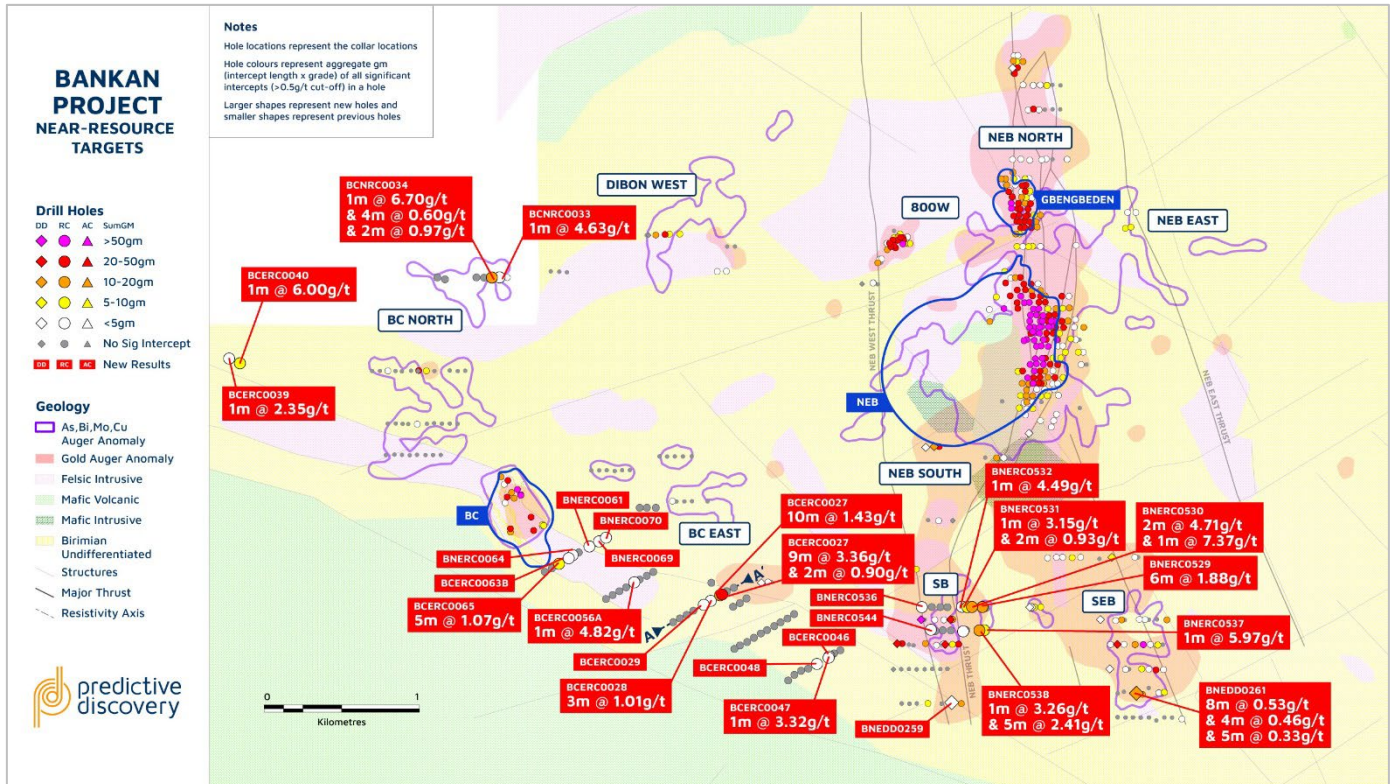 BANKAN
PROJECT
NEAR-RESOURCE
TARGETS
Drill Holes
DD RC AC SumGM
>50gm
20-50gm
10-20gm
5-10gm
<5gm
No Sig Intercept
DD RC AC New Results
Geology
As,Bi,Mo,Cu
Auger Anomaly
Gold Auger Anomaly
Felsic Intrusive
Mafic Volcanic
Mafic Intrusive
Birimian
Undifferentiated
Structures
Major Thrust
Resistivity Axis
predictive
discovery
Notes
Hole locations represent the collar locations
Hole colours represent aggregate gm
(intercept length x grade) of all significant
intercepts (>0.5g/t cut-off) in a hole
Larger shapes represent new holes and
smaller shapes represent previous holes
NEB NORTH
GBENGBEDEN
DIBON WEST
800W
NEB EAST
BCNRC0034
1m @ 6.70g/t
& 4m @ 0.60g/t
& 2m @ 0.97g/t
BCNRC0033
1m @ 4.63g/t
BCERC0040
1m @ 6.00g/t
BC NORTH
BCERC0039
1m @ 2.35g/t
NEB WEST THRUST
NEB EAST THRUST
NEB
NEB SOUTH
BC
BC EAST
BNERC0061
BNERC0070
BNERC0069
BNERC0064
BCERC0063B
BCERC0065
5m @ 1.07g/t
BCERC0056A
1m @ 4.82g/t
BCERC0029
BCERC0028
3m @ 1.01g/t
A
A'
BCERC0027
10m @ 1.43g/t
BCERC0027
9m @ 3.36g/t
& 2m @ 0.90g/t
BCERC0046
BCERC0048
BCERC0047
1m @ 3.32g/t
BNERC0532
1m @ 4.49g/t
BNERC0531
1m @ 3.15g/t
& 2m @ 0.93g/t
BNERC0530
2m @ 4.71g/t
& 1m @ 7.37g/t
BNERC0529
6m @ 1.88g/t
SB
SEB
BNERC0536
BNERC0544
BNERC0537
1m @ 5.97g/t
NEB THRUST
BNERC0538
1m @ 3.26g/t
& 5m @ 2.41g/t
BNEDD0259
BNEDD0261
8m @ 0.53g/t
& 4m @ 0.46g/t
& 5m @ 0.33g/t
0 1
Kilometres